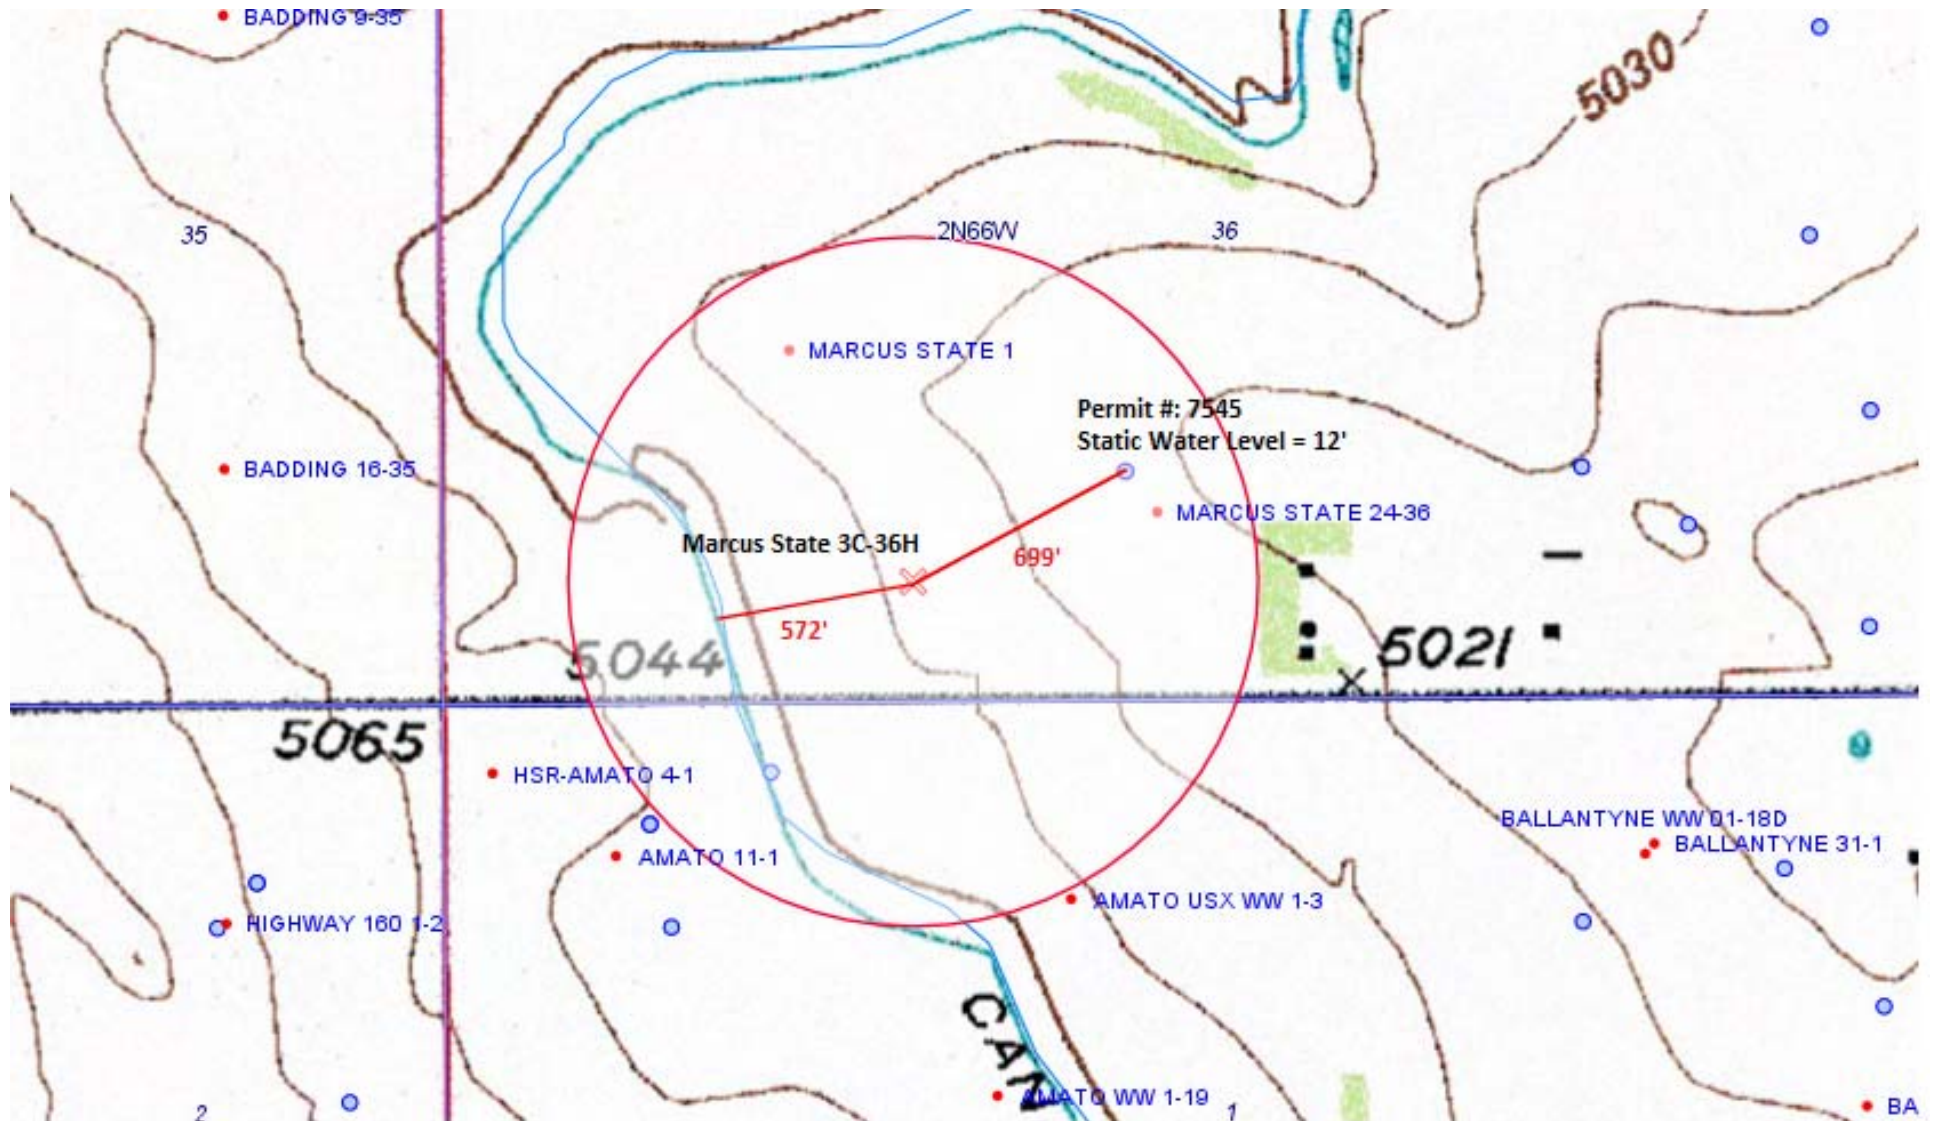 BADDING 9-35
5030
35
2N66W
36
MARCUS STATE 1
Permit #: 7545
Static Water Level = 12'
BADDING 16-35
MARCUS STATE 24-36
Marcus State 3C-36H
699'
572'
5044
5021
5065
HSR-AMATO 4-1
BALLANTYNE WW 01-18D
BALLANTYNE 31-1
AMATO 11-1
AMATO USX WW 1-3
HIGHWAY 160 1-2
CAN
AMATO WW 1-19
2
1
BA